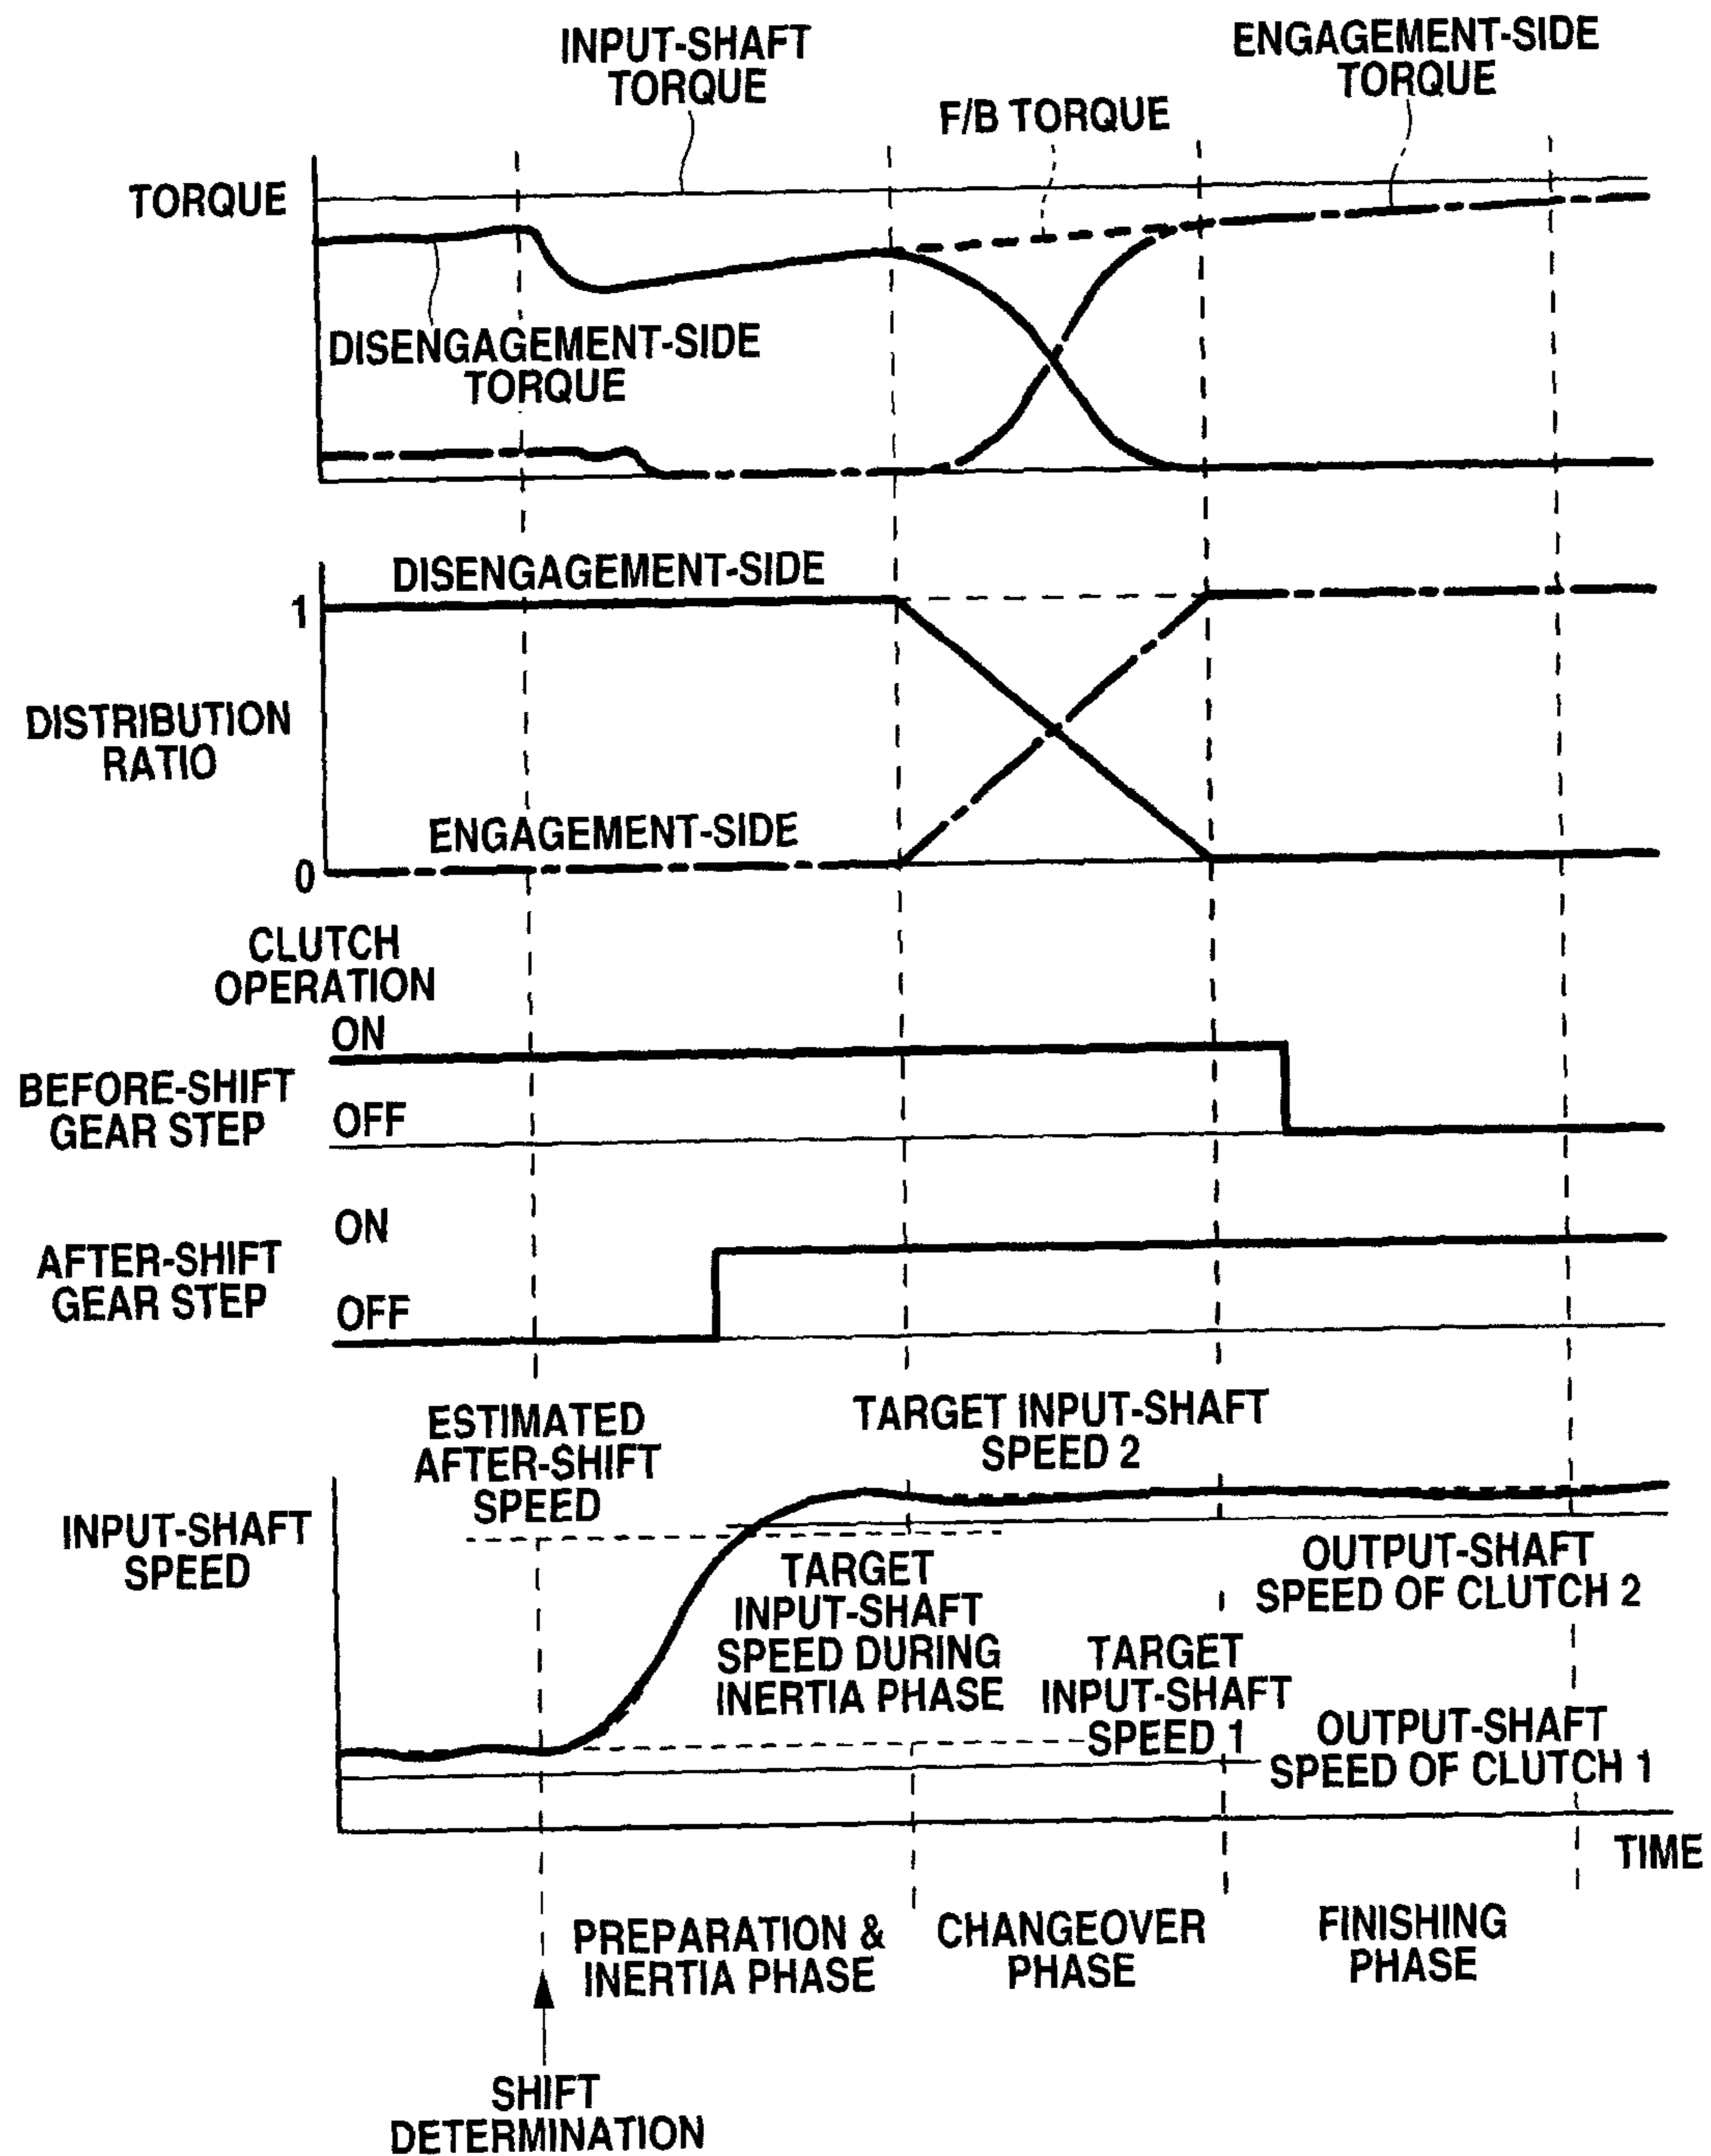 INPUT-SHAFT
TORQUE
ENGAGEMENT-SIDE
TORQUE
F/B TORQUE
TORQUE
DISENGAGEMENT-SIDE
TORQUE
DISENGAGEMENT-SIDE
1
DISTRIBUTION
RATIO
ENGAGEMENT-SIDE
0
CLUTCH
OPERATION
ON
BEFORE-SHIFT
GEAR STEP
OFF
ON
AFTER-SHIFT
GEAR STEP
OFF
ESTIMATED
AFTER-SHIFT
SPEED
TARGET INPUT-SHAFT
SPEED 2
INPUT-SHAFT
SPEED
TARGET
INPUT-SHAFT
SPEED DURING
INERTIA PHASE
OUTPUT-SHAFT
SPEED OF CLUTCH 2
TARGET
INPUT-SHAFT
SPEED 1
OUTPUT-SHAFT
SPEED OF CLUTCH 1
TIME
PREPARATION &
INERTIA PHASE
CHANGEOVER
PHASE
FINISHING
PHASE
SHIFT
DETERMINATION